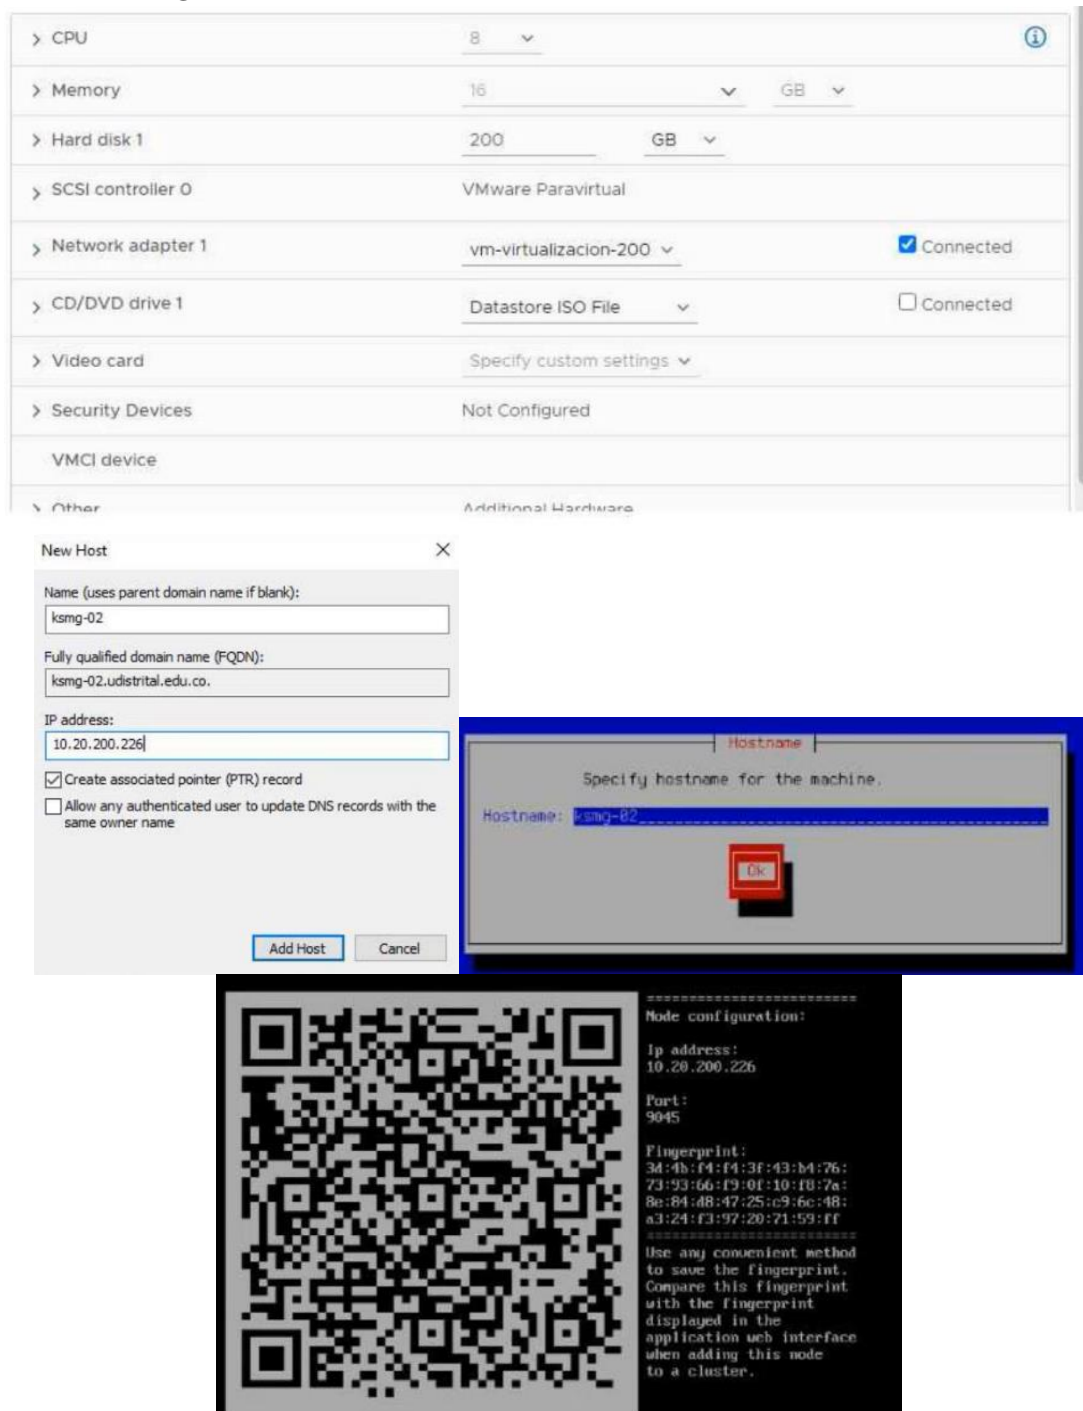 CPU 8
Memory 16 GB
Hard disk 1 200 GB
SCSI controller 0 VMware Paravirtual
Network adapter 1 vm-virtualizacion-200 Connected
CD/DVD drive 1 Datastore ISO File Connected
Video card Specify custom settings
Security Devices Not Configured
VMCI device
Other Additional Hardware
New Host
Name (uses parent domain name if blank):
ksmg-02
Fully qualified domain name (FQDN):
ksmg-02.udistrital.edu.co.
IP address:
10.20.200.226
Create associated pointer (PTR) record
Allow any authenticated user to update DNS records with the
same owner name
Add Host Cancel
Hostname
Specify hostname for the machine.
Hostname: ksmg-02
Ok
Node configuration:
Ip address:
10.20.200.226
Port:
9045
Fingerprint:
3d:4b:f4:f4:3f:43:b4:76:
73:93:66:f9:0f:10:f8:7a:
8e:84:d8:47:25:c9:6c:48:
a3:24:f3:97:20:71:59:ff
Use any convenient method
to save the fingerprint.
Compare this fingerprint
with the fingerprint
displayed in the
application web interface
when adding this node
to a cluster.